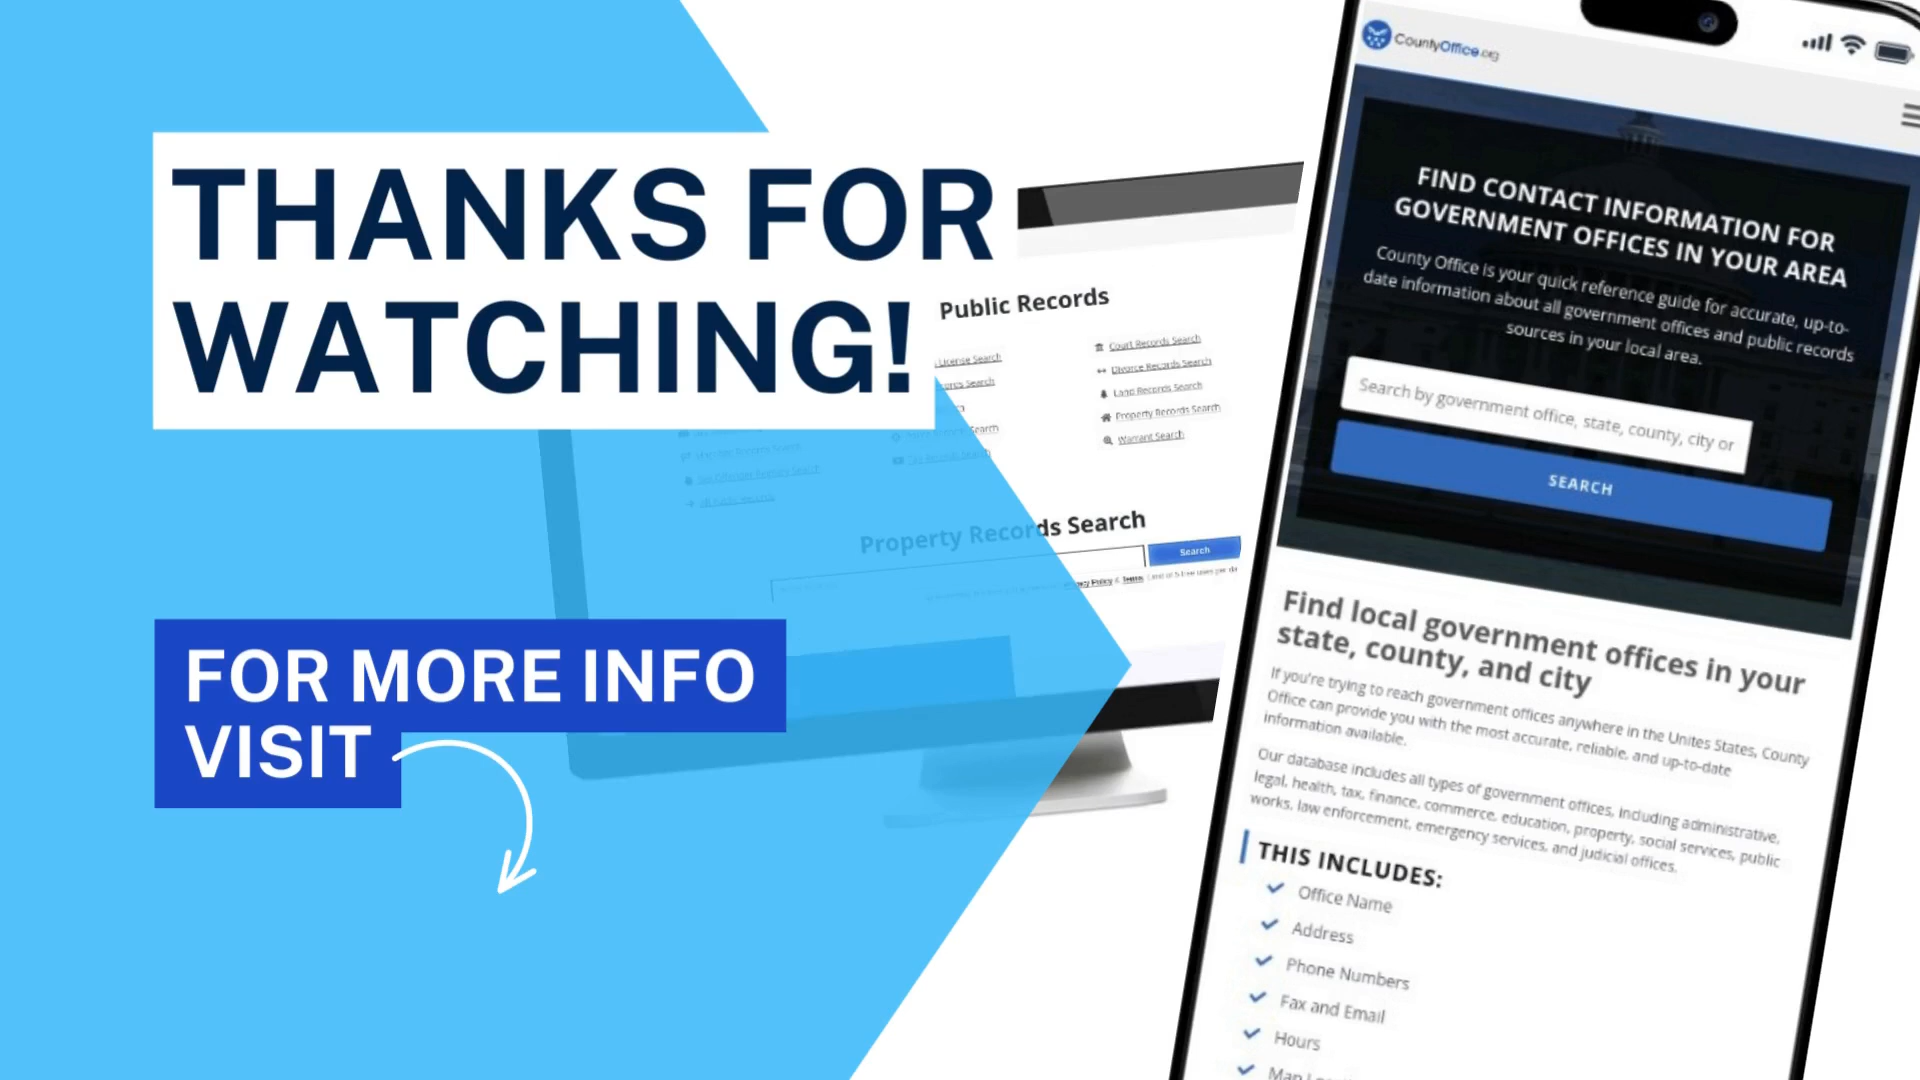 THANKS FOR
WATCHING!
FOR MORE INFO
VISIT
Public Records
License Search
Search
Search
Court Records Search
Divorce Records Search
Land Records Search
Property Records Search
Warrant Search
Property Records Search
Search
Policy & Terms
CountyOffice.org
FIND CONTACT INFORMATION FOR
GOVERNMENT OFFICES IN YOUR AREA
County Office is your quick reference guide for accurate, up-to-
date information about all government offices and public records
sources in your local area.
Search by government office, state, county, city or
SEARCH
Find local government offices in your
state, county, and city
If you're trying to reach government offices anywhere in the Unites States, County
Office can provide you with the most accurate, reliable, and up-to-date
information available.
Our database includes all types of government offices, including administrative,
legal, health, tax, finance, commerce, education, property, social services, public
works, law enforcement, emergency services, and judicial offices.
THIS INCLUDES:
Office Name
Address
Phone Numbers
Fax and Email
Hours